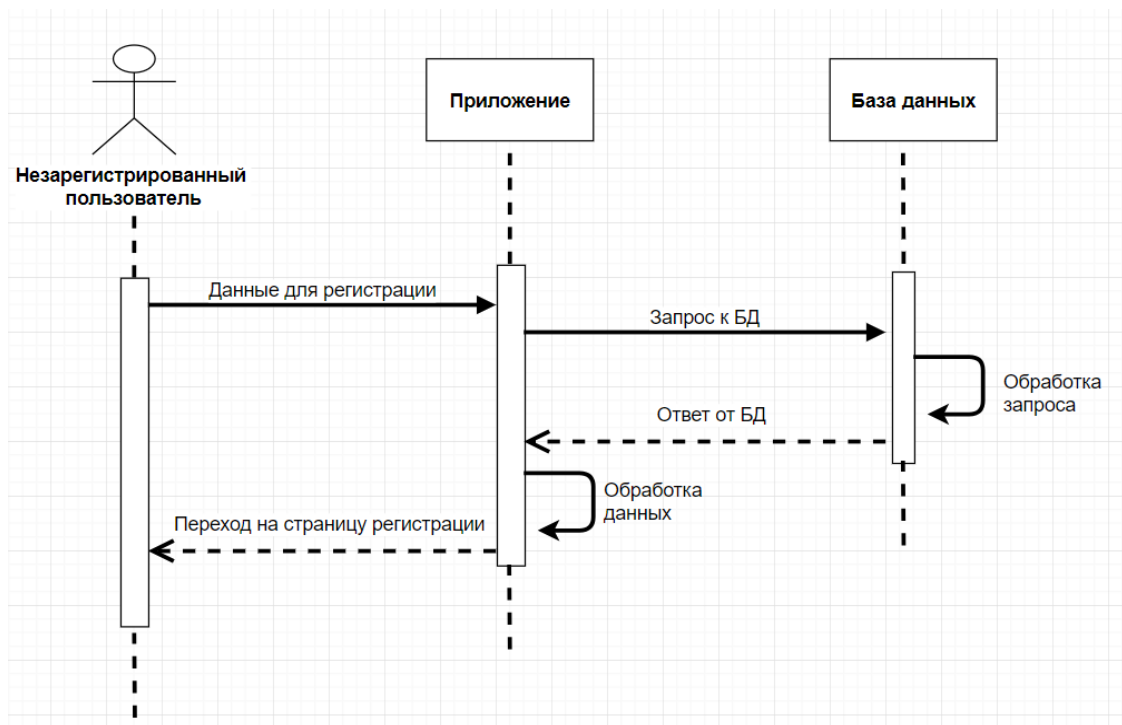 Приложение
База данных
Незарегистрированный
пользователь
Данные для регистрации
Запрос к БД
Обработка
запроса
Ответ от БД
Обработка
данных
Переход на страницу регистрации